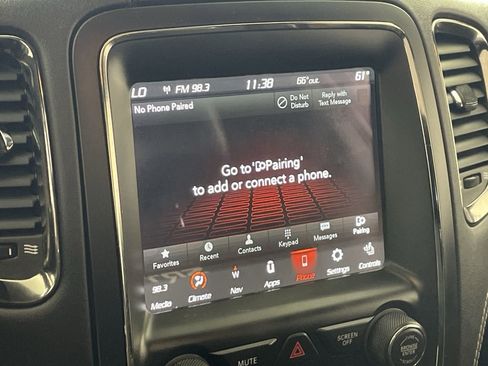 LO FM 98.3 11:38 66°out. 61°
No Phone Paired
Do Not
Disturb
Reply with
Text Message
Go to 'Pairing'
to add or connect a phone.
Favorites Recent Contacts Keypad Messages Pairing
98.3
W
Media Climate Nav Apps Phone Settings Controls
MUTE
SCREEN
OFF
BROWSE
ENTER